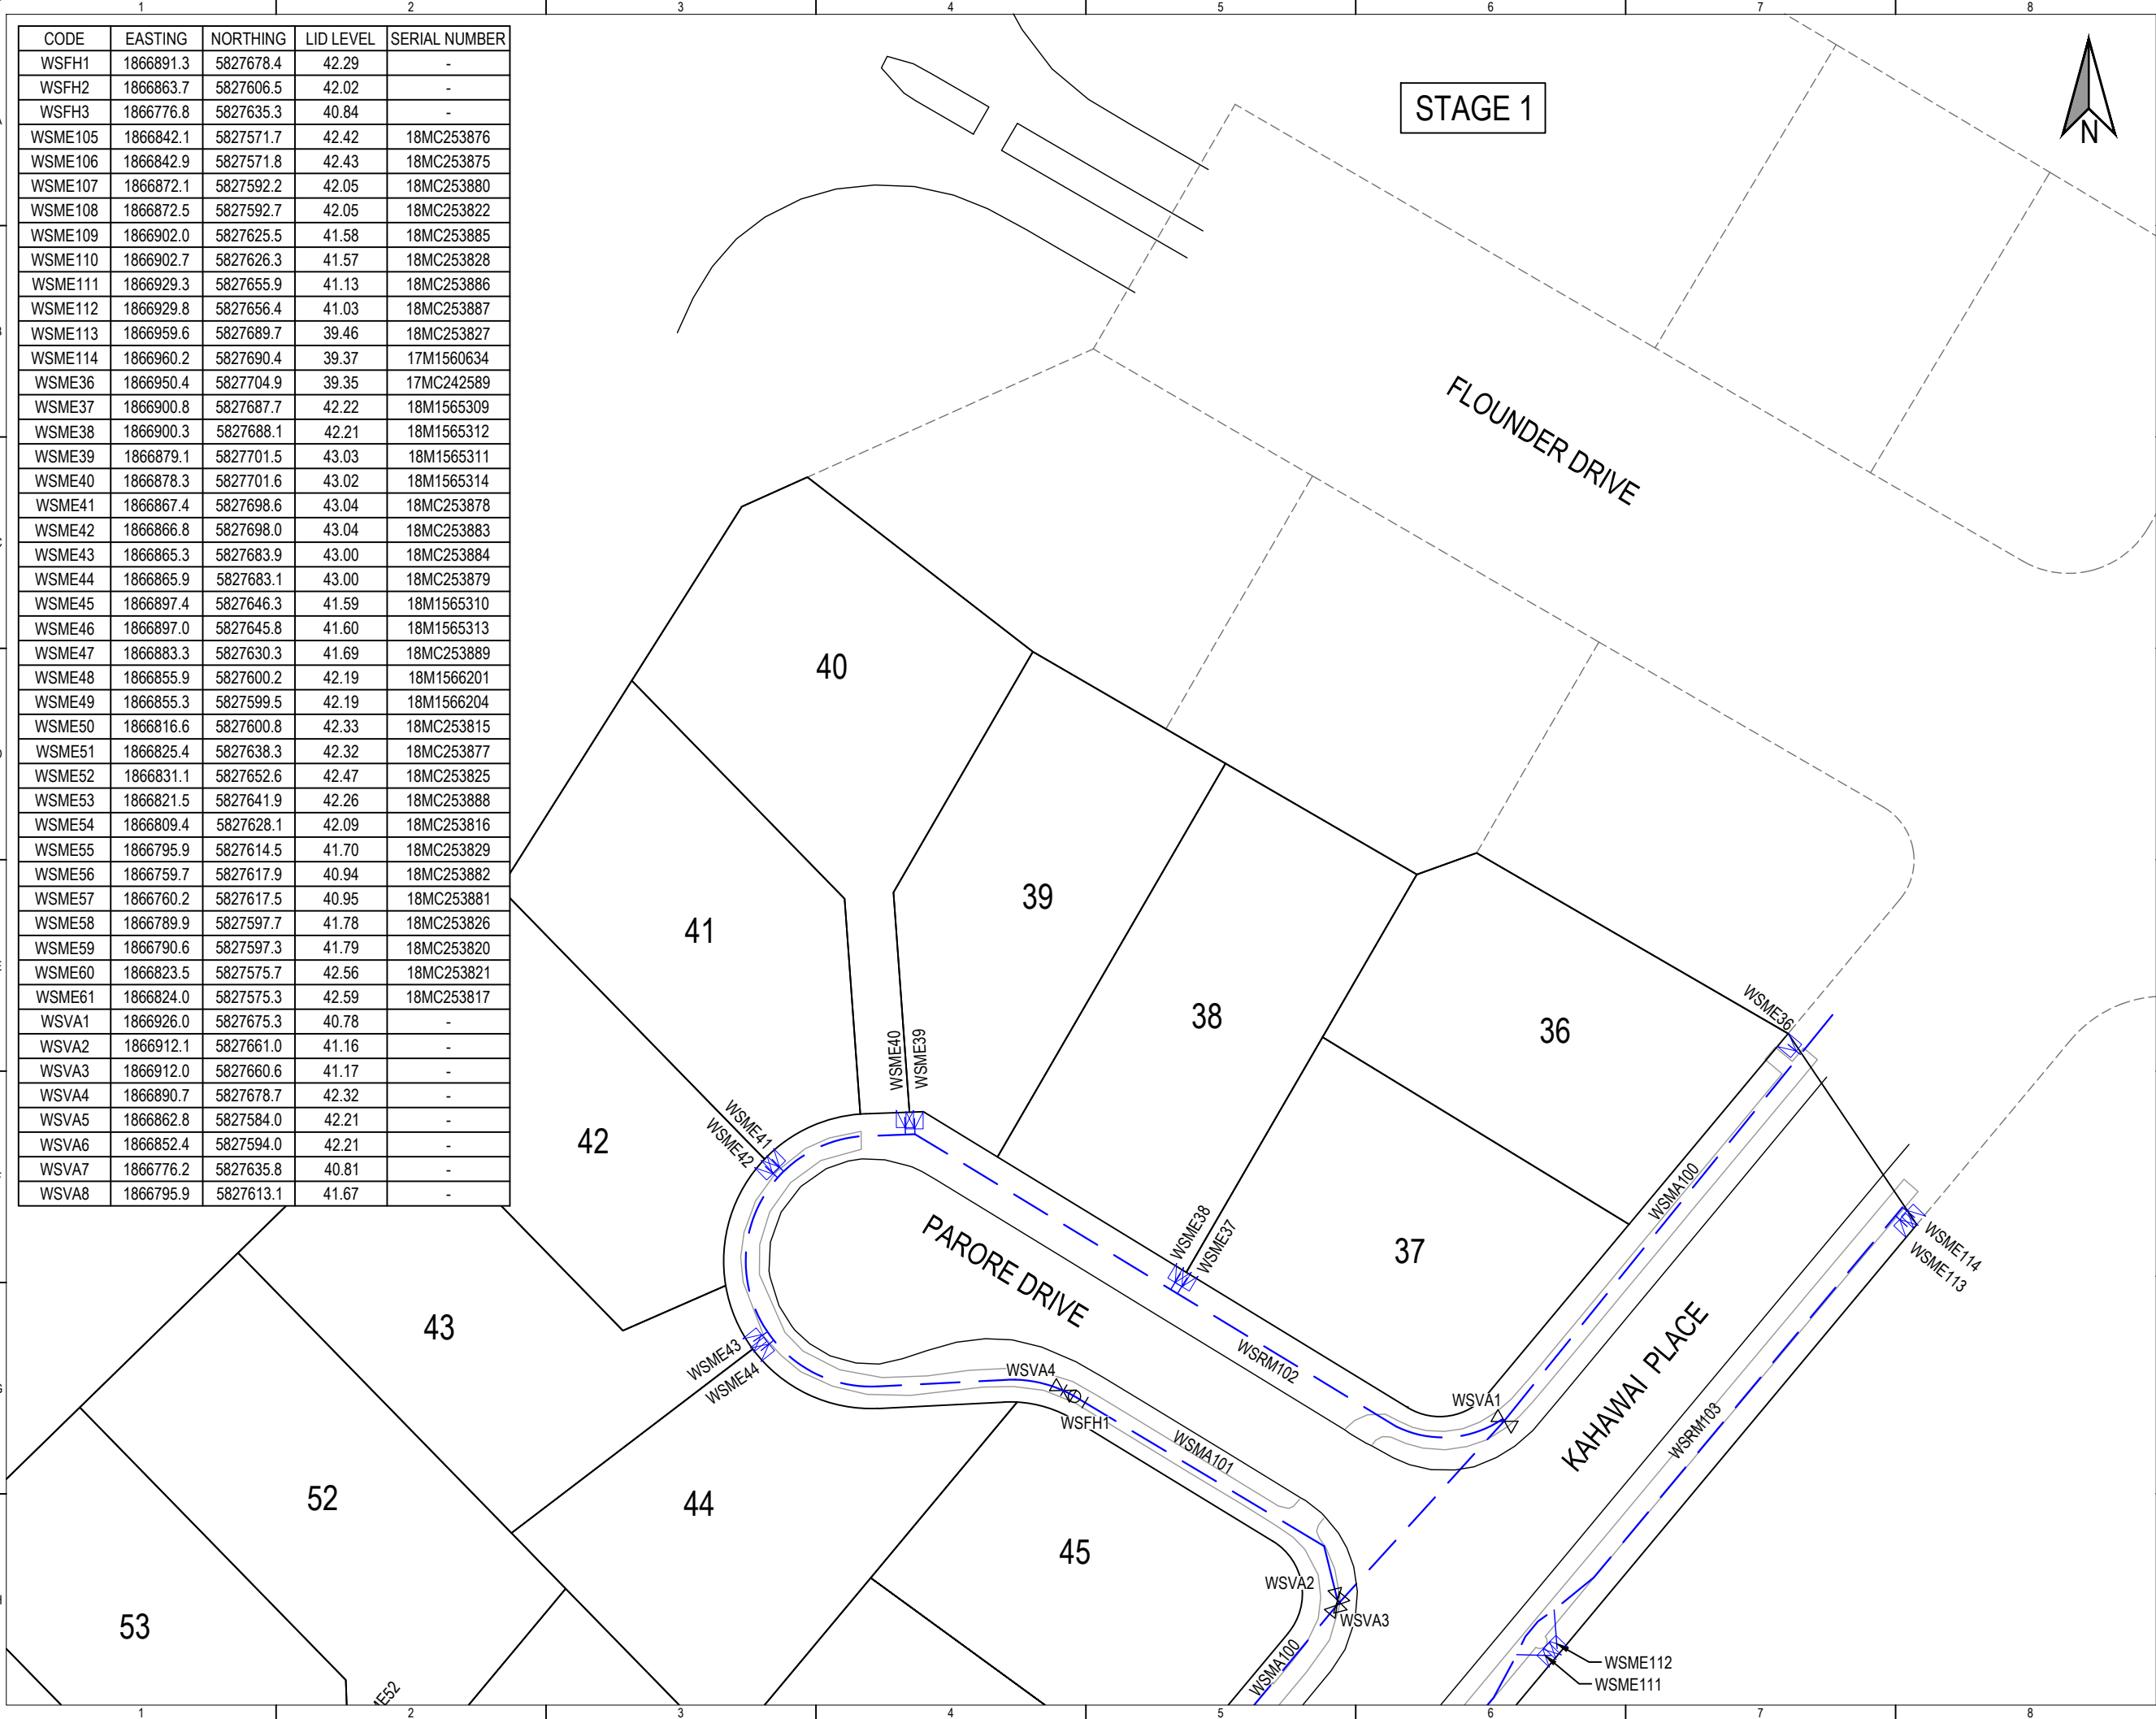 1 2 3 4 5 6 7 8
CODE EASTING NORTHING LID LEVEL SERIAL NUMBER
WSFH1 1866891.3 5827678.4 42.29 -
WSFH2 1866863.7 5827606.5 42.02 -
WSFH3 1866776.8 5827635.3 40.84 -
WSME105 1866842.1 5827571.7 42.42 18MC253876
WSME106 1866842.9 5827571.8 42.43 18MC253875
WSME107 1866872.1 5827592.2 42.05 18MC253880
WSME108 1866872.5 5827592.7 42.05 18MC253822
WSME109 1866902.0 5827625.5 41.58 18MC253885
WSME110 1866902.7 5827626.3 41.57 18MC253828
WSME111 1866929.3 5827655.9 41.13 18MC253886
WSME112 1866929.8 5827656.4 41.03 18MC253887
WSME113 1866959.6 5827689.7 39.46 18MC253827
WSME114 1866960.2 5827690.4 39.37 17M1560634
WSME36 1866950.4 5827704.9 39.35 17MC242589
WSME37 1866900.8 5827687.7 42.22 18M1565309
WSME38 1866900.3 5827688.1 42.21 18M1565312
WSME39 1866879.1 5827701.5 43.03 18M1565311
WSME40 1866878.3 5827701.6 43.02 18M1565314
WSME41 1866867.4 5827698.6 43.04 18MC253878
WSME42 1866866.8 5827698.0 43.04 18MC253883
WSME43 1866865.3 5827683.9 43.00 18MC253884
WSME44 1866865.9 5827683.1 43.00 18MC253879
WSME45 1866897.4 5827646.3 41.59 18M1565310
WSME46 1866897.0 5827645.8 41.60 18M1565313
WSME47 1866883.3 5827630.3 41.69 18MC253889
WSME48 1866855.9 5827600.2 42.19 18M1566201
WSME49 1866855.3 5827599.5 42.19 18M1566204
WSME50 1866816.6 5827600.8 42.33 18MC253815
WSME51 1866825.4 5827638.3 42.32 18MC253877
WSME52 1866831.1 5827652.6 42.47 18MC253825
WSME53 1866821.5 5827641.9 42.26 18MC253888
WSME54 1866809.4 5827628.1 42.09 18MC253816
WSME55 1866795.9 5827614.5 41.70 18MC253829
WSME56 1866759.7 5827617.9 40.94 18MC253882
WSME57 1866760.2 5827617.5 40.95 18MC253881
WSME58 1866789.9 5827597.7 41.78 18MC253826
WSME59 1866790.6 5827597.3 41.79 18MC253820
WSME60 1866823.5 5827575.7 42.56 18MC253821
WSME61 1866824.0 5827575.3 42.59 18MC253817
WSVA1 1866926.0 5827675.3 40.78 -
WSVA2 1866912.1 5827661.0 41.16 -
WSVA3 1866912.0 5827660.6 41.17 -
WSVA4 1866890.7 5827678.7 42.32 -
WSVA5 1866862.8 5827584.0 42.21 -
WSVA6 1866852.4 5827594.0 42.21 -
WSVA7 1866776.2 5827635.8 40.81 -
WSVA8 1866795.9 5827613.1 41.67 -
STAGE 1
N
FLOUNDER DRIVE
40
39
41
38
36
WSME36
WSME40
WSME39
42
WSME41
WSME42
WSMA100
WSME38
WSME37
37
PARORE DRIVE
WSME114
WSME113
43
WSME43
WSME44
WSVA4
WSFH1
WSRM102
WSVA1
KAHAWAI PLACE
WSRM103
WSMA101
52
44
45
53
WSVA2
WSVA3
WSMA100
WSME112
WSME111
E52
1 2 3 4 5 6 7 8